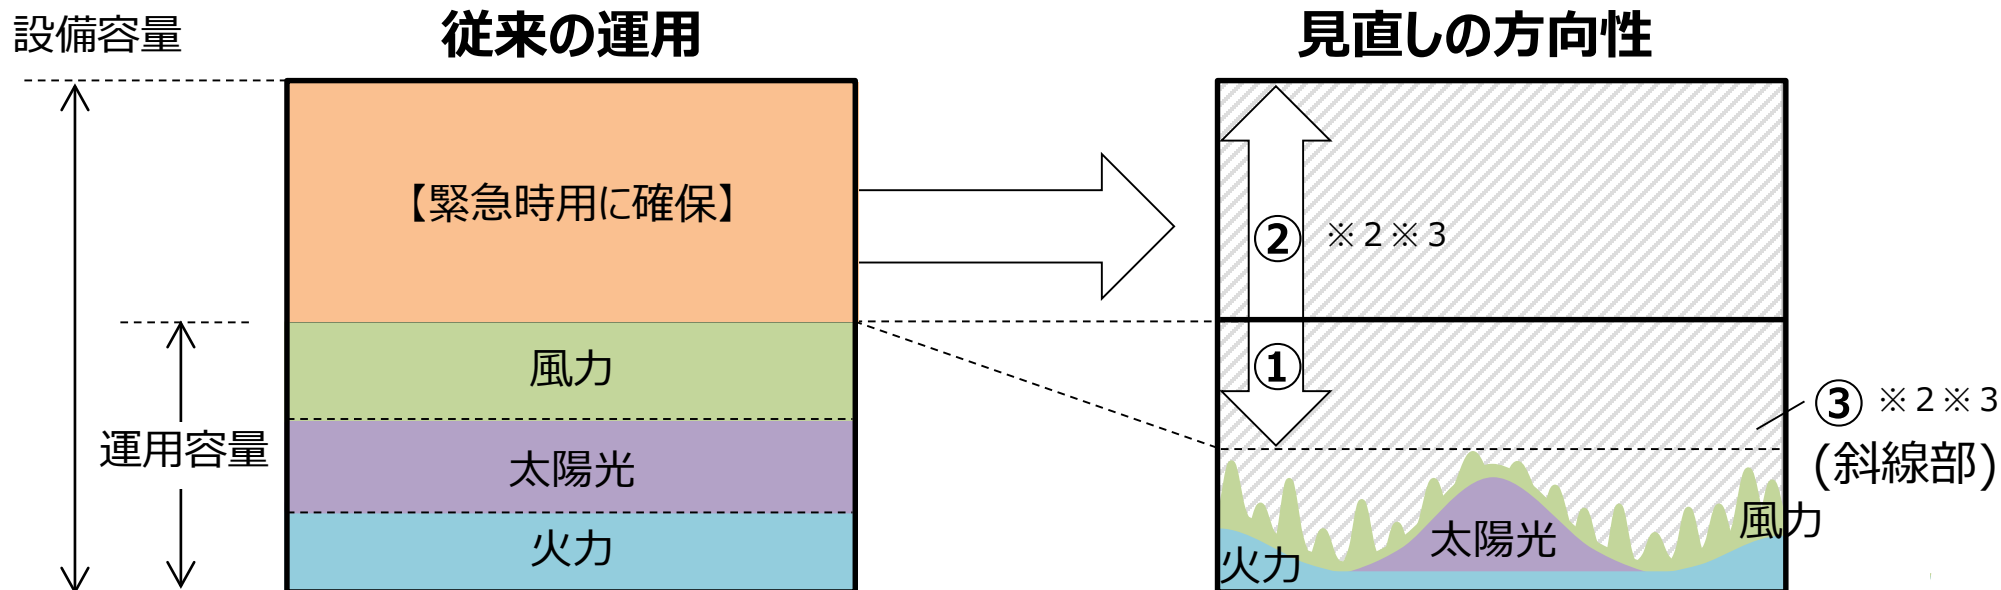 設備容量
従来の運用
見直しの方向性
【緊急時用に確保】
② ※2※3
風力
①
③ ※2※3
(斜線部)
運用容量
太陽光
火力
太陽光
風力
火力